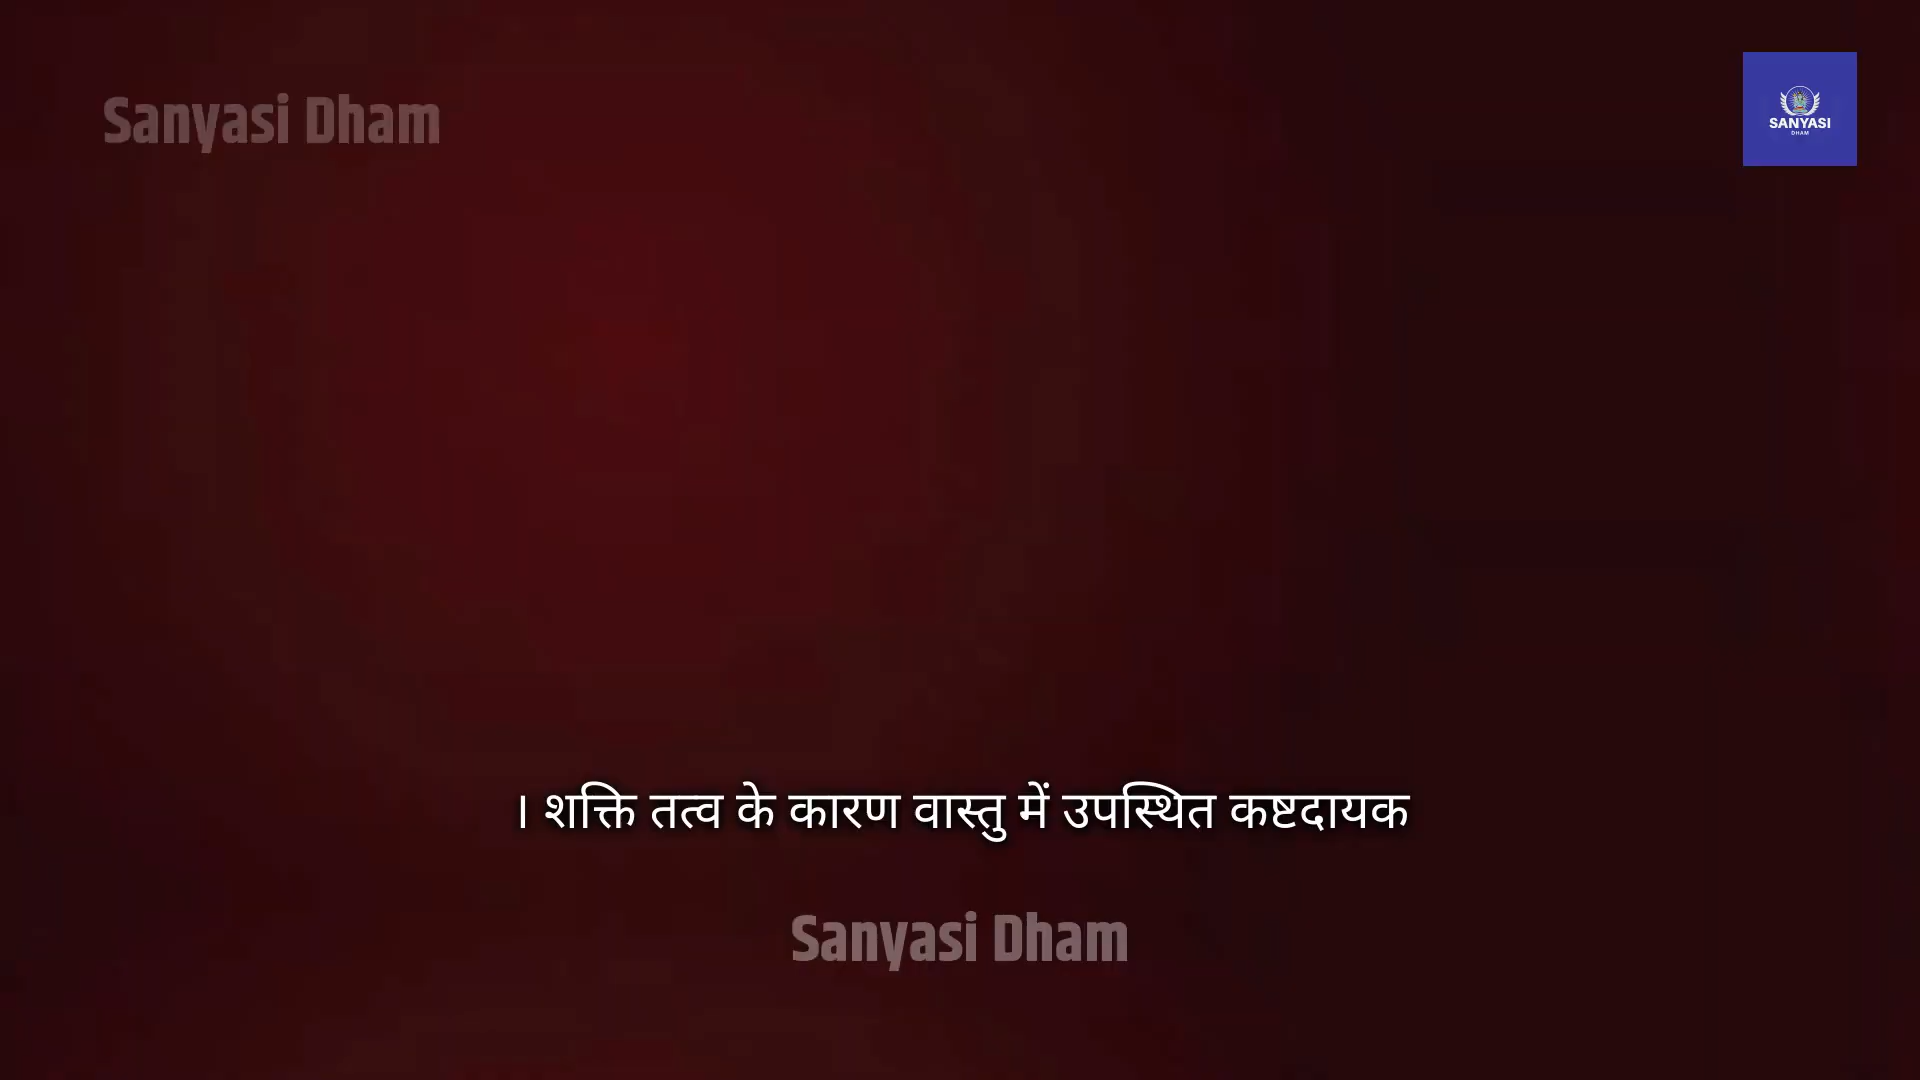 Sanyasi Dham
SANYASI
DHAM
। शक्ति तत्व के कारण वास्तु में उपस्थित कष्टदायक
Sanyasi Dham